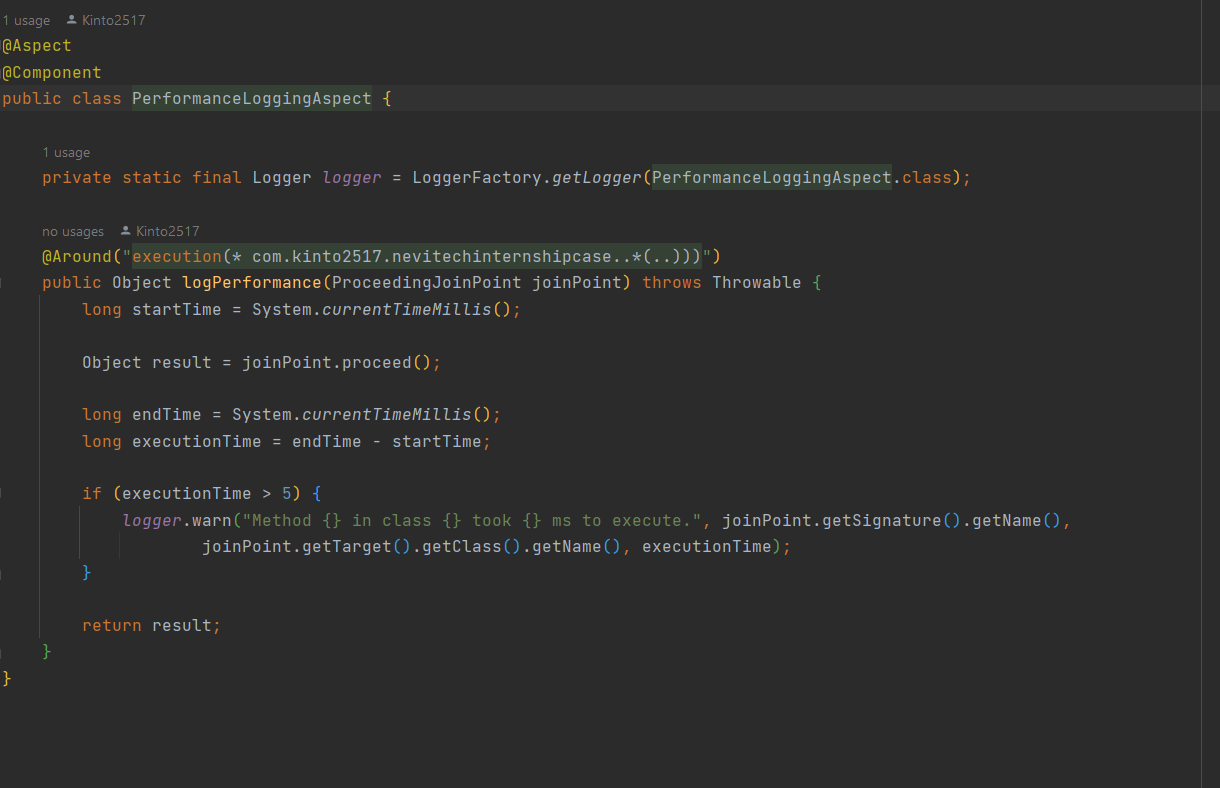 1 usage Kinto2517
@Aspect
@Component
public class PerformanceLoggingAspect {
1 usage
private static final Logger logger = LoggerFactory.getLogger(PerformanceLoggingAspect.class);
no usages Kinto2517
@Around("execution(* com.kinto2517.nevitechinternshipcase..*(..)))")
public Object logPerformance(ProceedingJoinPoint joinPoint) throws Throwable {
long startTime = System.currentTimeMillis();
Object result = joinPoint.proceed();
long endTime = System.currentTimeMillis();
long executionTime = endTime - startTime;
if (executionTime > 5) {
logger.warn("Method {} in class {} took {} ms to execute.", joinPoint.getSignature().getName(),
joinPoint.getTarget().getClass().getName(), executionTime);
}
return result;
}
}